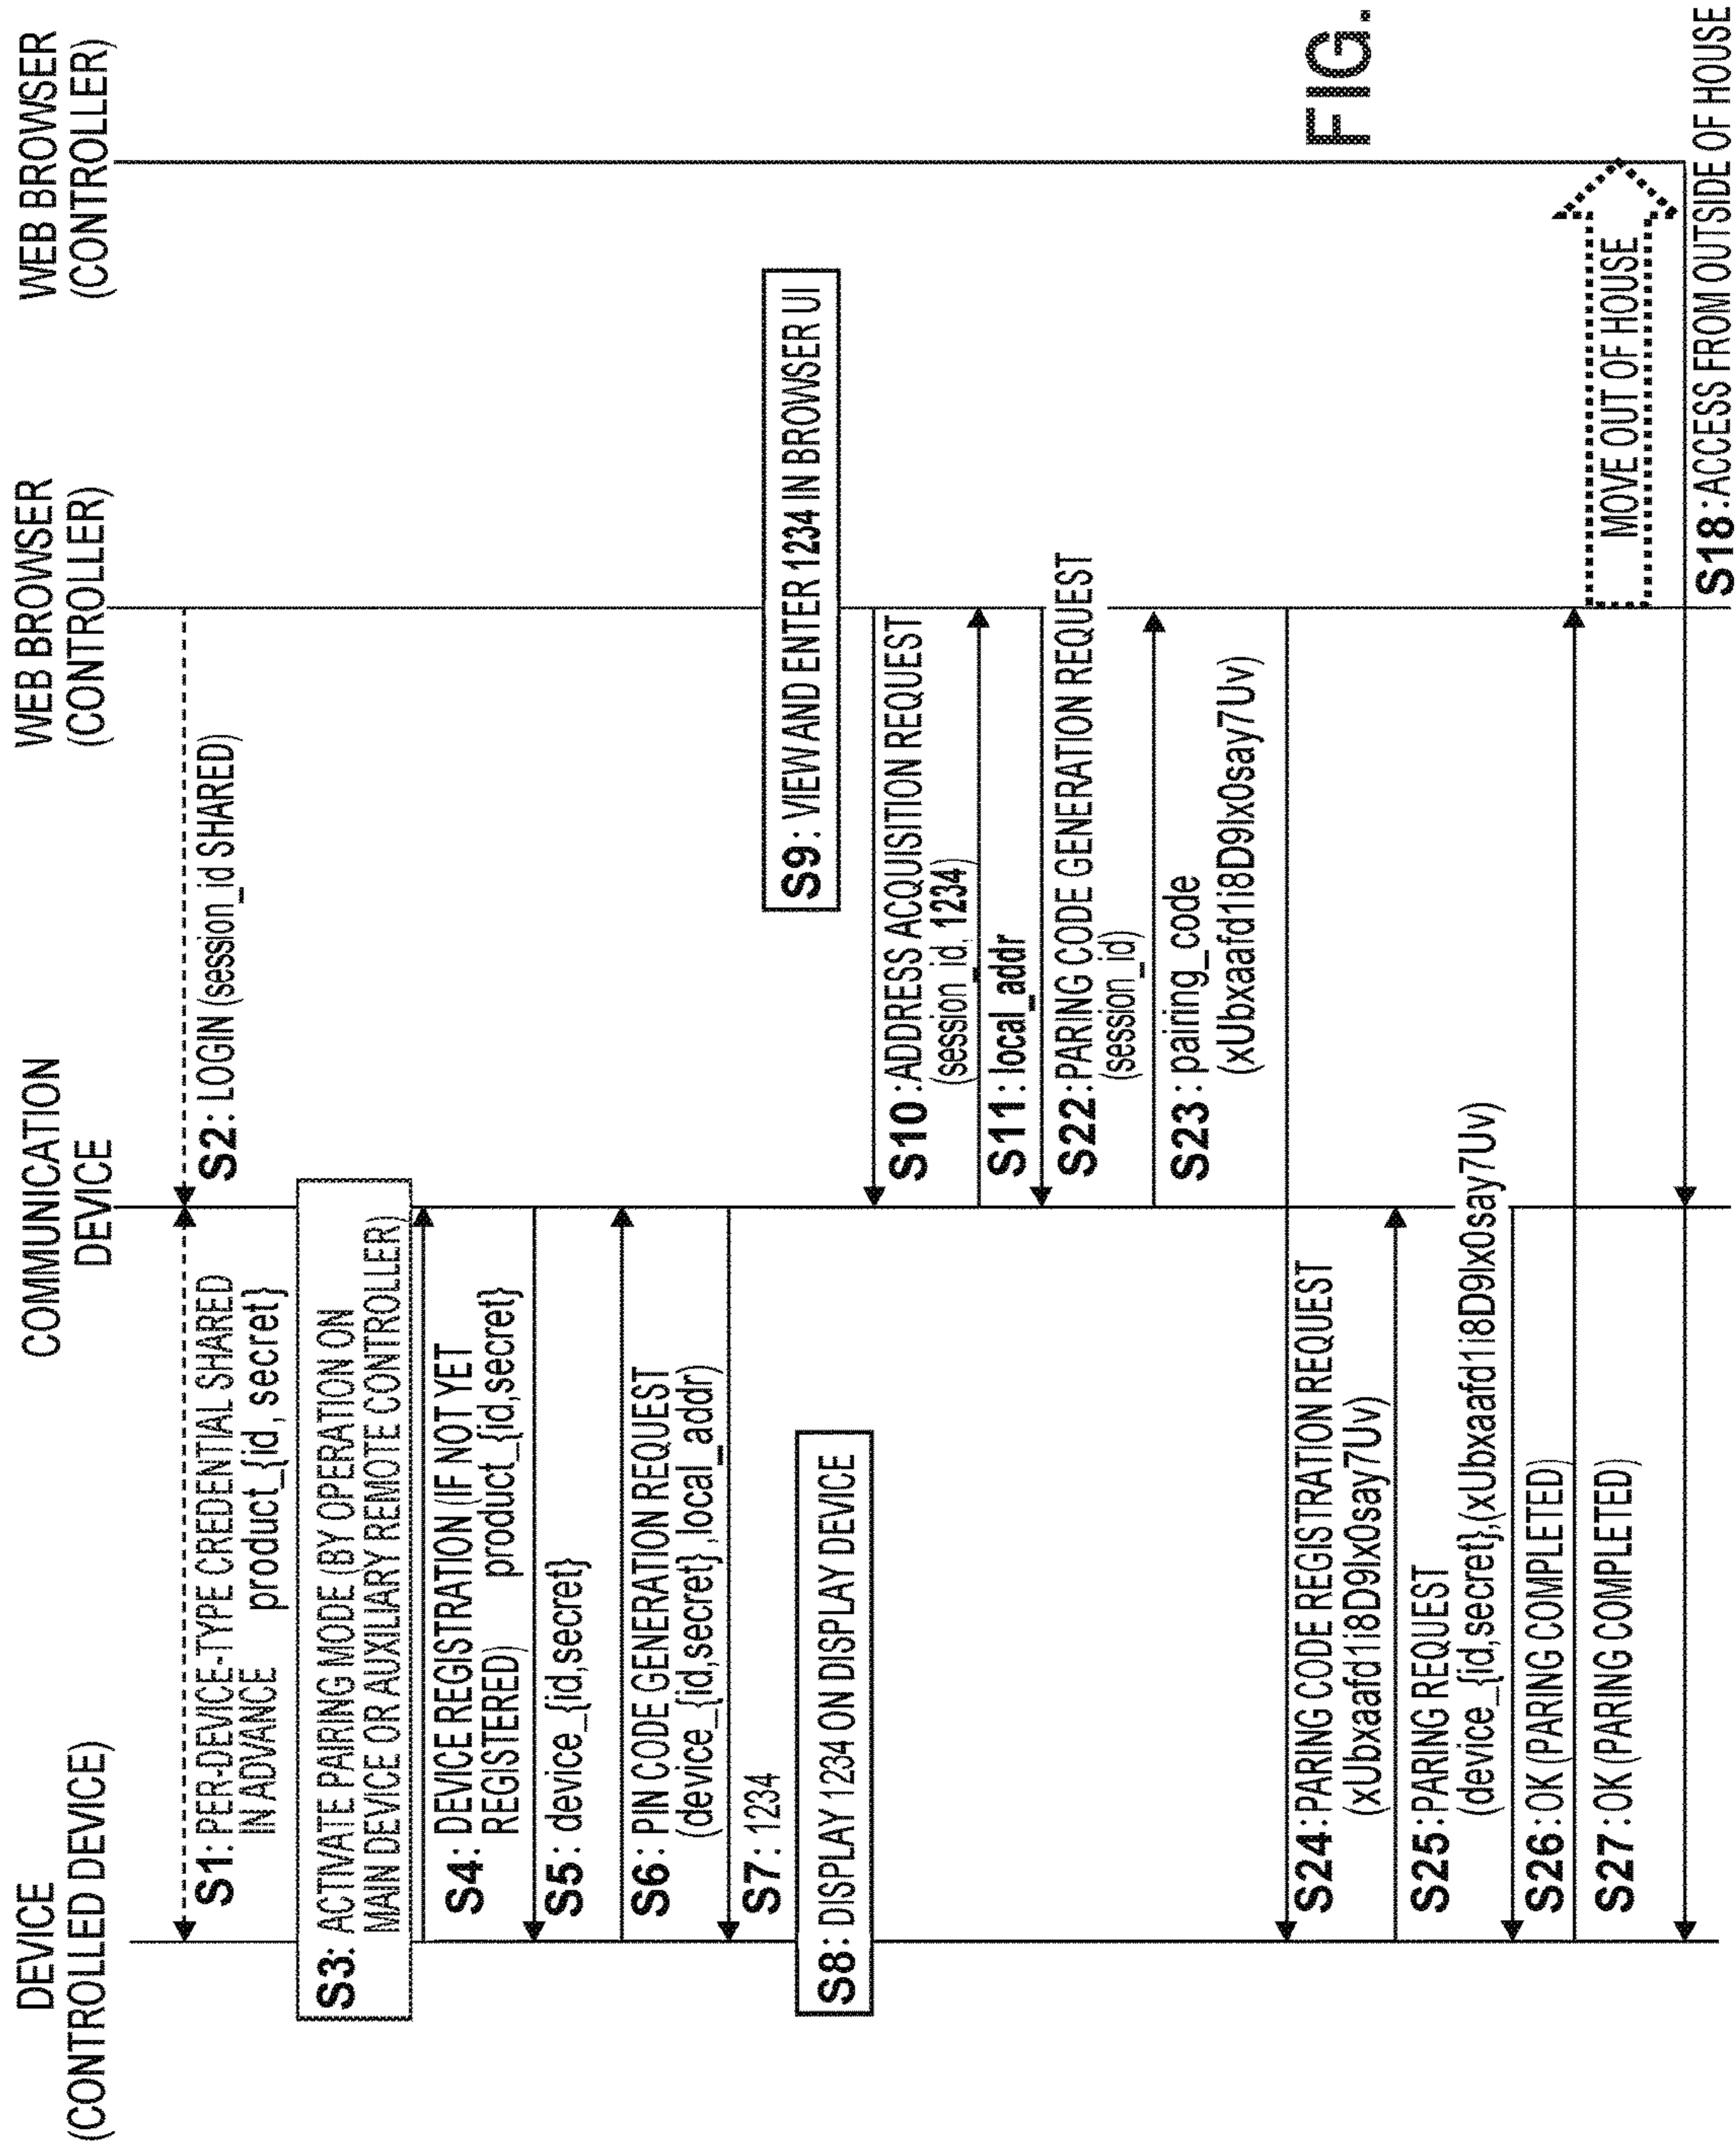 DEVICE
(CONTROLLED DEVICE)
COMMUNICATION
DEVICE
WEB BROWSER
(CONTROLLER)
WEB BROWSER
(CONTROLLER)
S1: PER-DEVICE-TYPE CREDENTIAL SHARED
IN ADVANCE product_{id, secret}
S2: LOGIN (session_id SHARED)
S3: ACTIVATE PAIRING MODE (BY OPERATION ON
MAIN DEVICE OR AUXILIARY REMOTE CONTROLLER)
S4: DEVICE REGISTRATION (IF NOT YET
REGISTERED) product_{id,secret}
S5: device_{id,secret}
S6: PIN CODE GENERATION REQUEST
(device_{id,secret},local_addr)
S7: 1234
S8: DISPLAY 1234 ON DISPLAY DEVICE
S9: VIEW AND ENTER 1234 IN BROWSER UI
S10:ADDRESS ACQUISITION REQUEST
(session_id, 1234)
S11: local_addr
S22:PARING CODE GENERATION REQUEST
(session_id)
S23: pairing_code
(xUbxaafd1i8D9lx0say7Uv)
S24:PARING CODE REGISTRATION REQUEST
(xUbxaafd1i8D9lx0say7Uv)
S25:PARING REQUEST
(device_{id,secret},(xUbxaafd1i8D9lx0say7Uv)
S26:OK (PARING COMPLETED)
S27:OK (PARING COMPLETED)
MOVE OUT OF HOUSE
S18:ACCESS FROM OUTSIDE OF HOUSE
FIG.